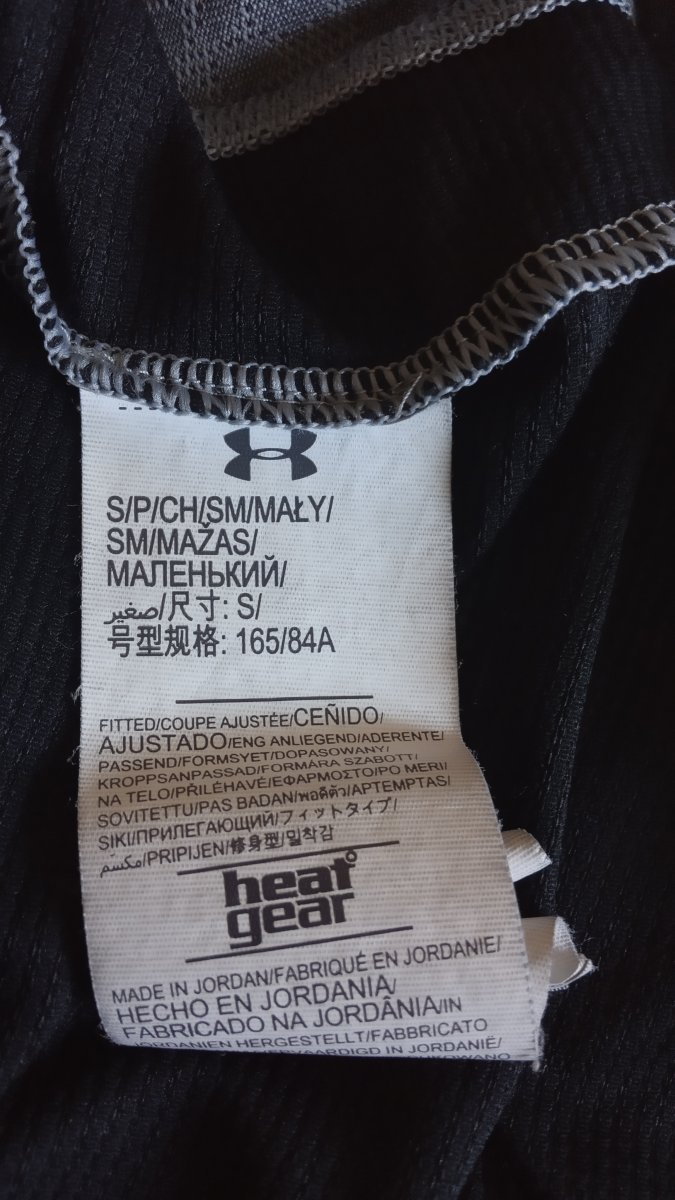 S/P/CH/SM/MAŁY/
SM/MAŽAS/
МАЛЕНЬКИЙ/
صغير/尺寸: S/
号型规格: 165/84A
FITTED/COUPE AJUSTÉE/CEÑIDO/
AJUSTADO/ENG ANLIEGEND/ADERENTE/
PASSEND/FORMSYET/DOPASOWANY/
KROPPSANPASSAD/FORMÁRA SZABOTT/
NA TELO/PŘILÉHAVÉ/ΕΦΑΡΜΟΣΤΟ/PO MERI/
SOVITETTU/PAS BADAN/พอดีตัว/APTEMPTAS/
SIKI/ПРИЛЕГАЮЩИЙ/フィットタイプ/
مكسّم/PRIPIJEN/修身型/밀착감
heat
gear
MADE IN JORDAN/FABRIQUÉ EN JORDANIE/
HECHO EN JORDANIA/
FABRICADO NA JORDÂNIA/IN
JORDANIEN HERGESTELLT/FABBRICATO
VERVAARDIGD IN JORDANIË/